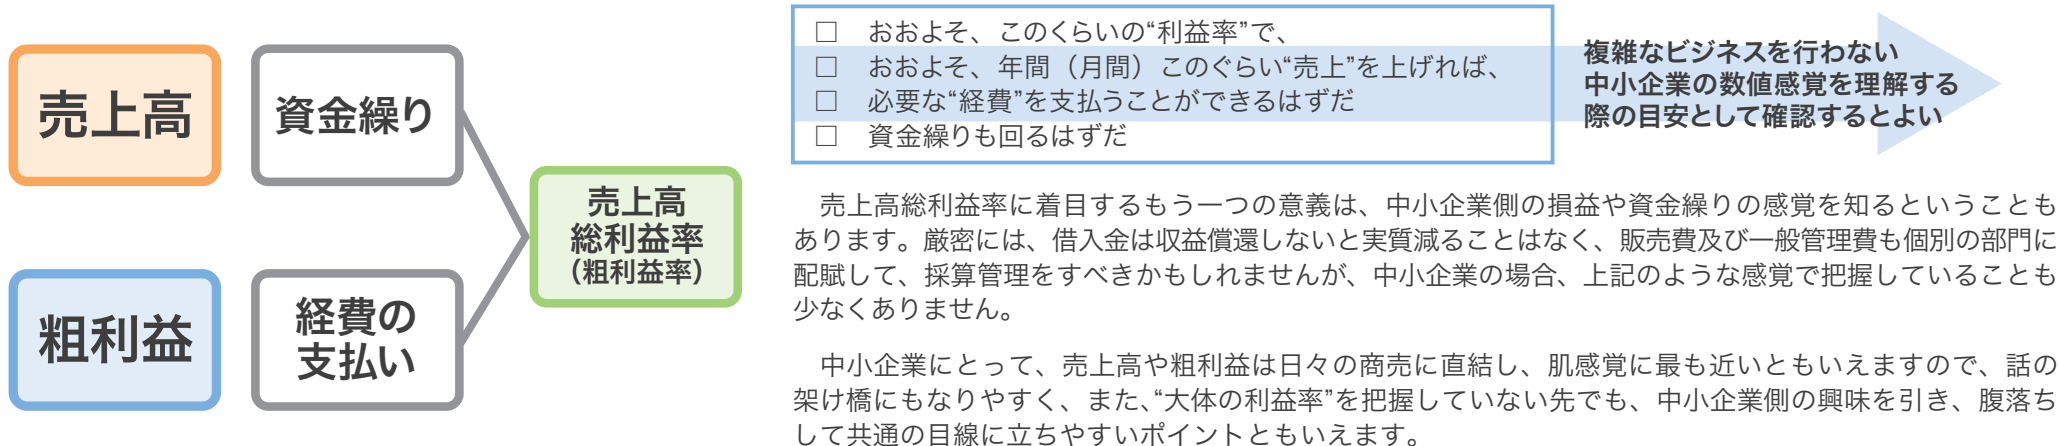 売上高
資金繰り
粗利益
経費の
支払い
売上高
総利益率
（粗利益率）
□　おおよそ、このくらいの“利益率”で、
□　おおよそ、年間（月間）このぐらい“売上”を上げれば、
□　必要な“経費”を支払うことができるはずだ
□　資金繰りも回るはずだ
複雑なビジネスを行わない
中小企業の数値感覚を理解する
際の目安として確認するとよい
　売上高総利益率に着目するもう一つの意義は、中小企業側の損益や資金繰りの感覚を知るということも
あります。厳密には、借入金は収益償還しないと実質減ることはなく、販売費及び一般管理費も個別の部門に
配賦して、採算管理をすべきかもしれませんが、中小企業の場合、上記のような感覚で把握していることも
少なくありません。
　中小企業にとって、売上高や粗利益は日々の商売に直結し、肌感覚に最も近いともいえますので、話の
架け橋にもなりやすく、また、“大体の利益率”を把握していない先でも、中小企業側の興味を引き、腹落ち
して共通の目線に立ちやすいポイントともいえます。